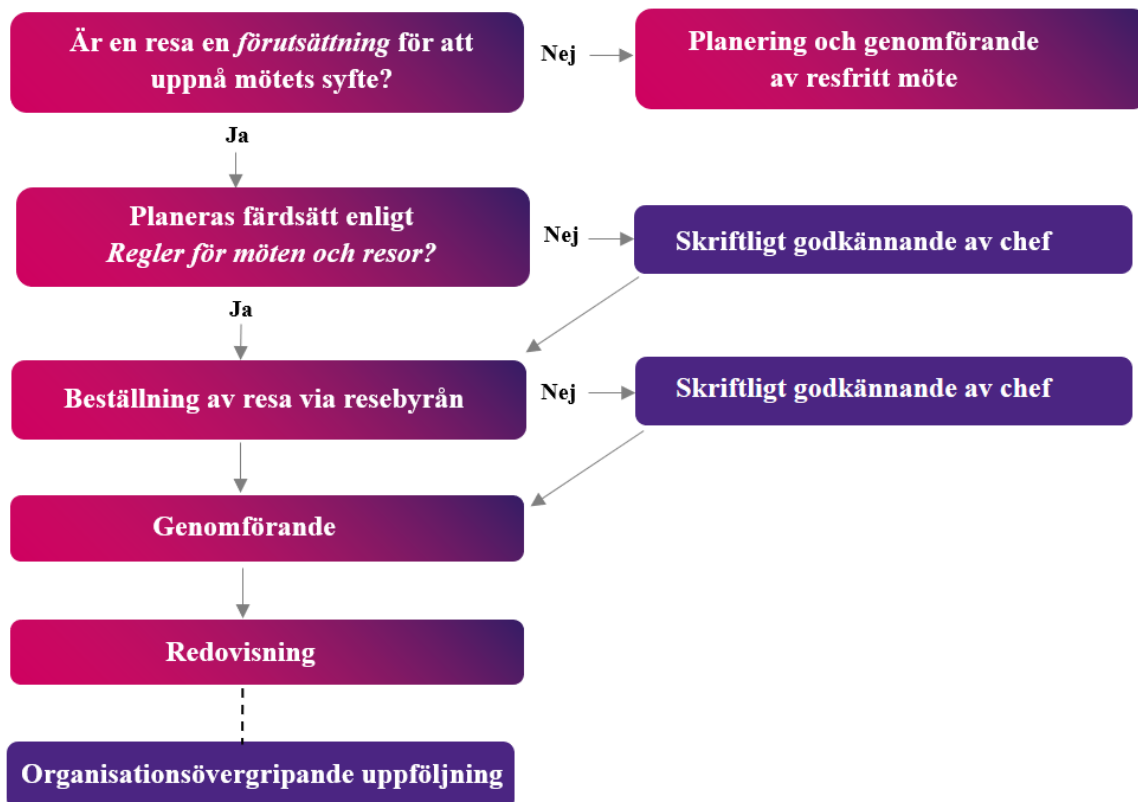 Är en resa en förutsättning för att
uppnå mötets syfte?
Nej
Planering och genomförande
av resfritt möte
Ja
Planeras färdsätt enligt
Regler för möten och resor?
Nej
Skriftligt godkännande av chef
Ja
Beställning av resa via resebyrån
Nej
Skriftligt godkännande av chef
Genomförande
Redovisning
Organisationsövergripande uppföljning